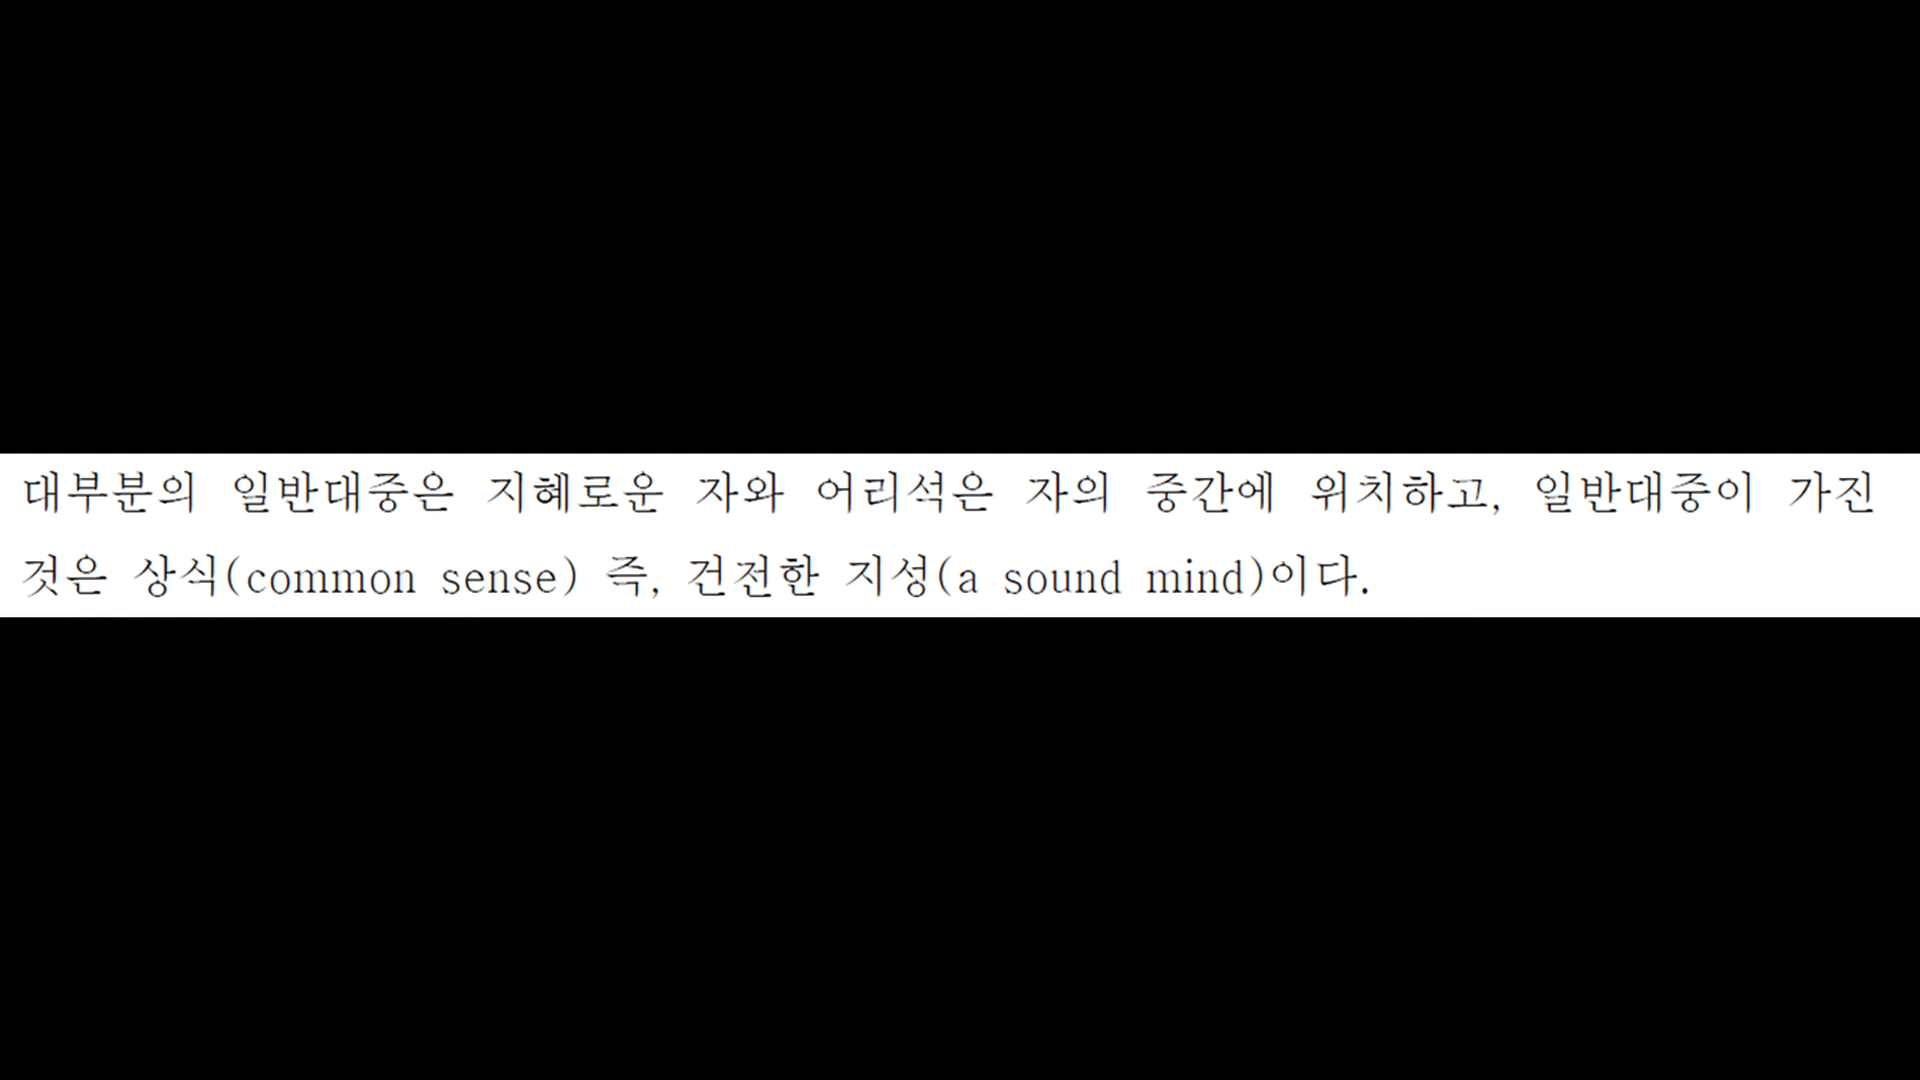 대부분의 일반대중은 지혜로운 자와 어리석은 자의 중간에 위치하고, 일반대중이 가진
것은 상식(common sense) 즉, 건전한 지성(a sound mind)이다.